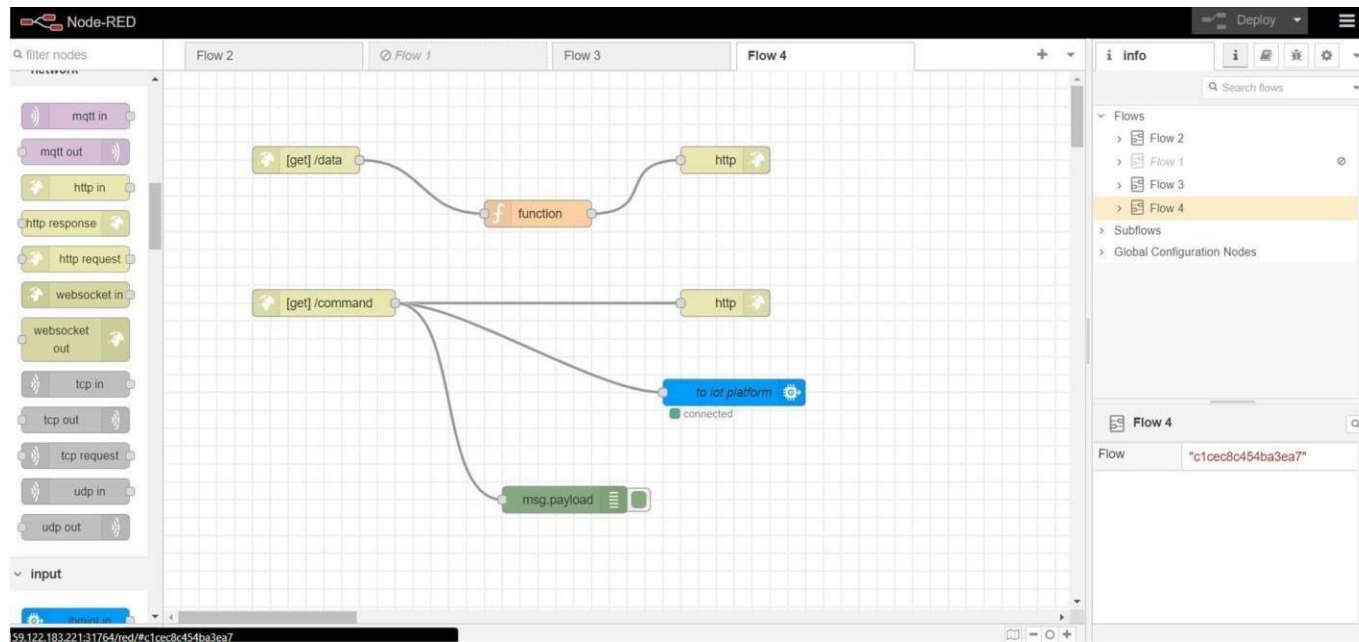 Node-RED
Deploy
filter nodes
Flow 2
Flow 1
Flow 3
Flow 4
info
i
Search flows
network
mqtt in
mqtt out
http in
http response
http request
websocket in
websocket
out
tcp in
tcp out
tcp request
udp in
udp out
input
ibmiot in
[get] /data
function
http
[get] /command
http
to iot platform
connected
msg.payload
Flows
Flow 2
Flow 1
Flow 3
Flow 4
Subflows
Global Configuration Nodes
Flow 4
Flow
"c1cec8c454ba3ea7"
59.122.183.221:31764/red/#c1cec8c454ba3ea7